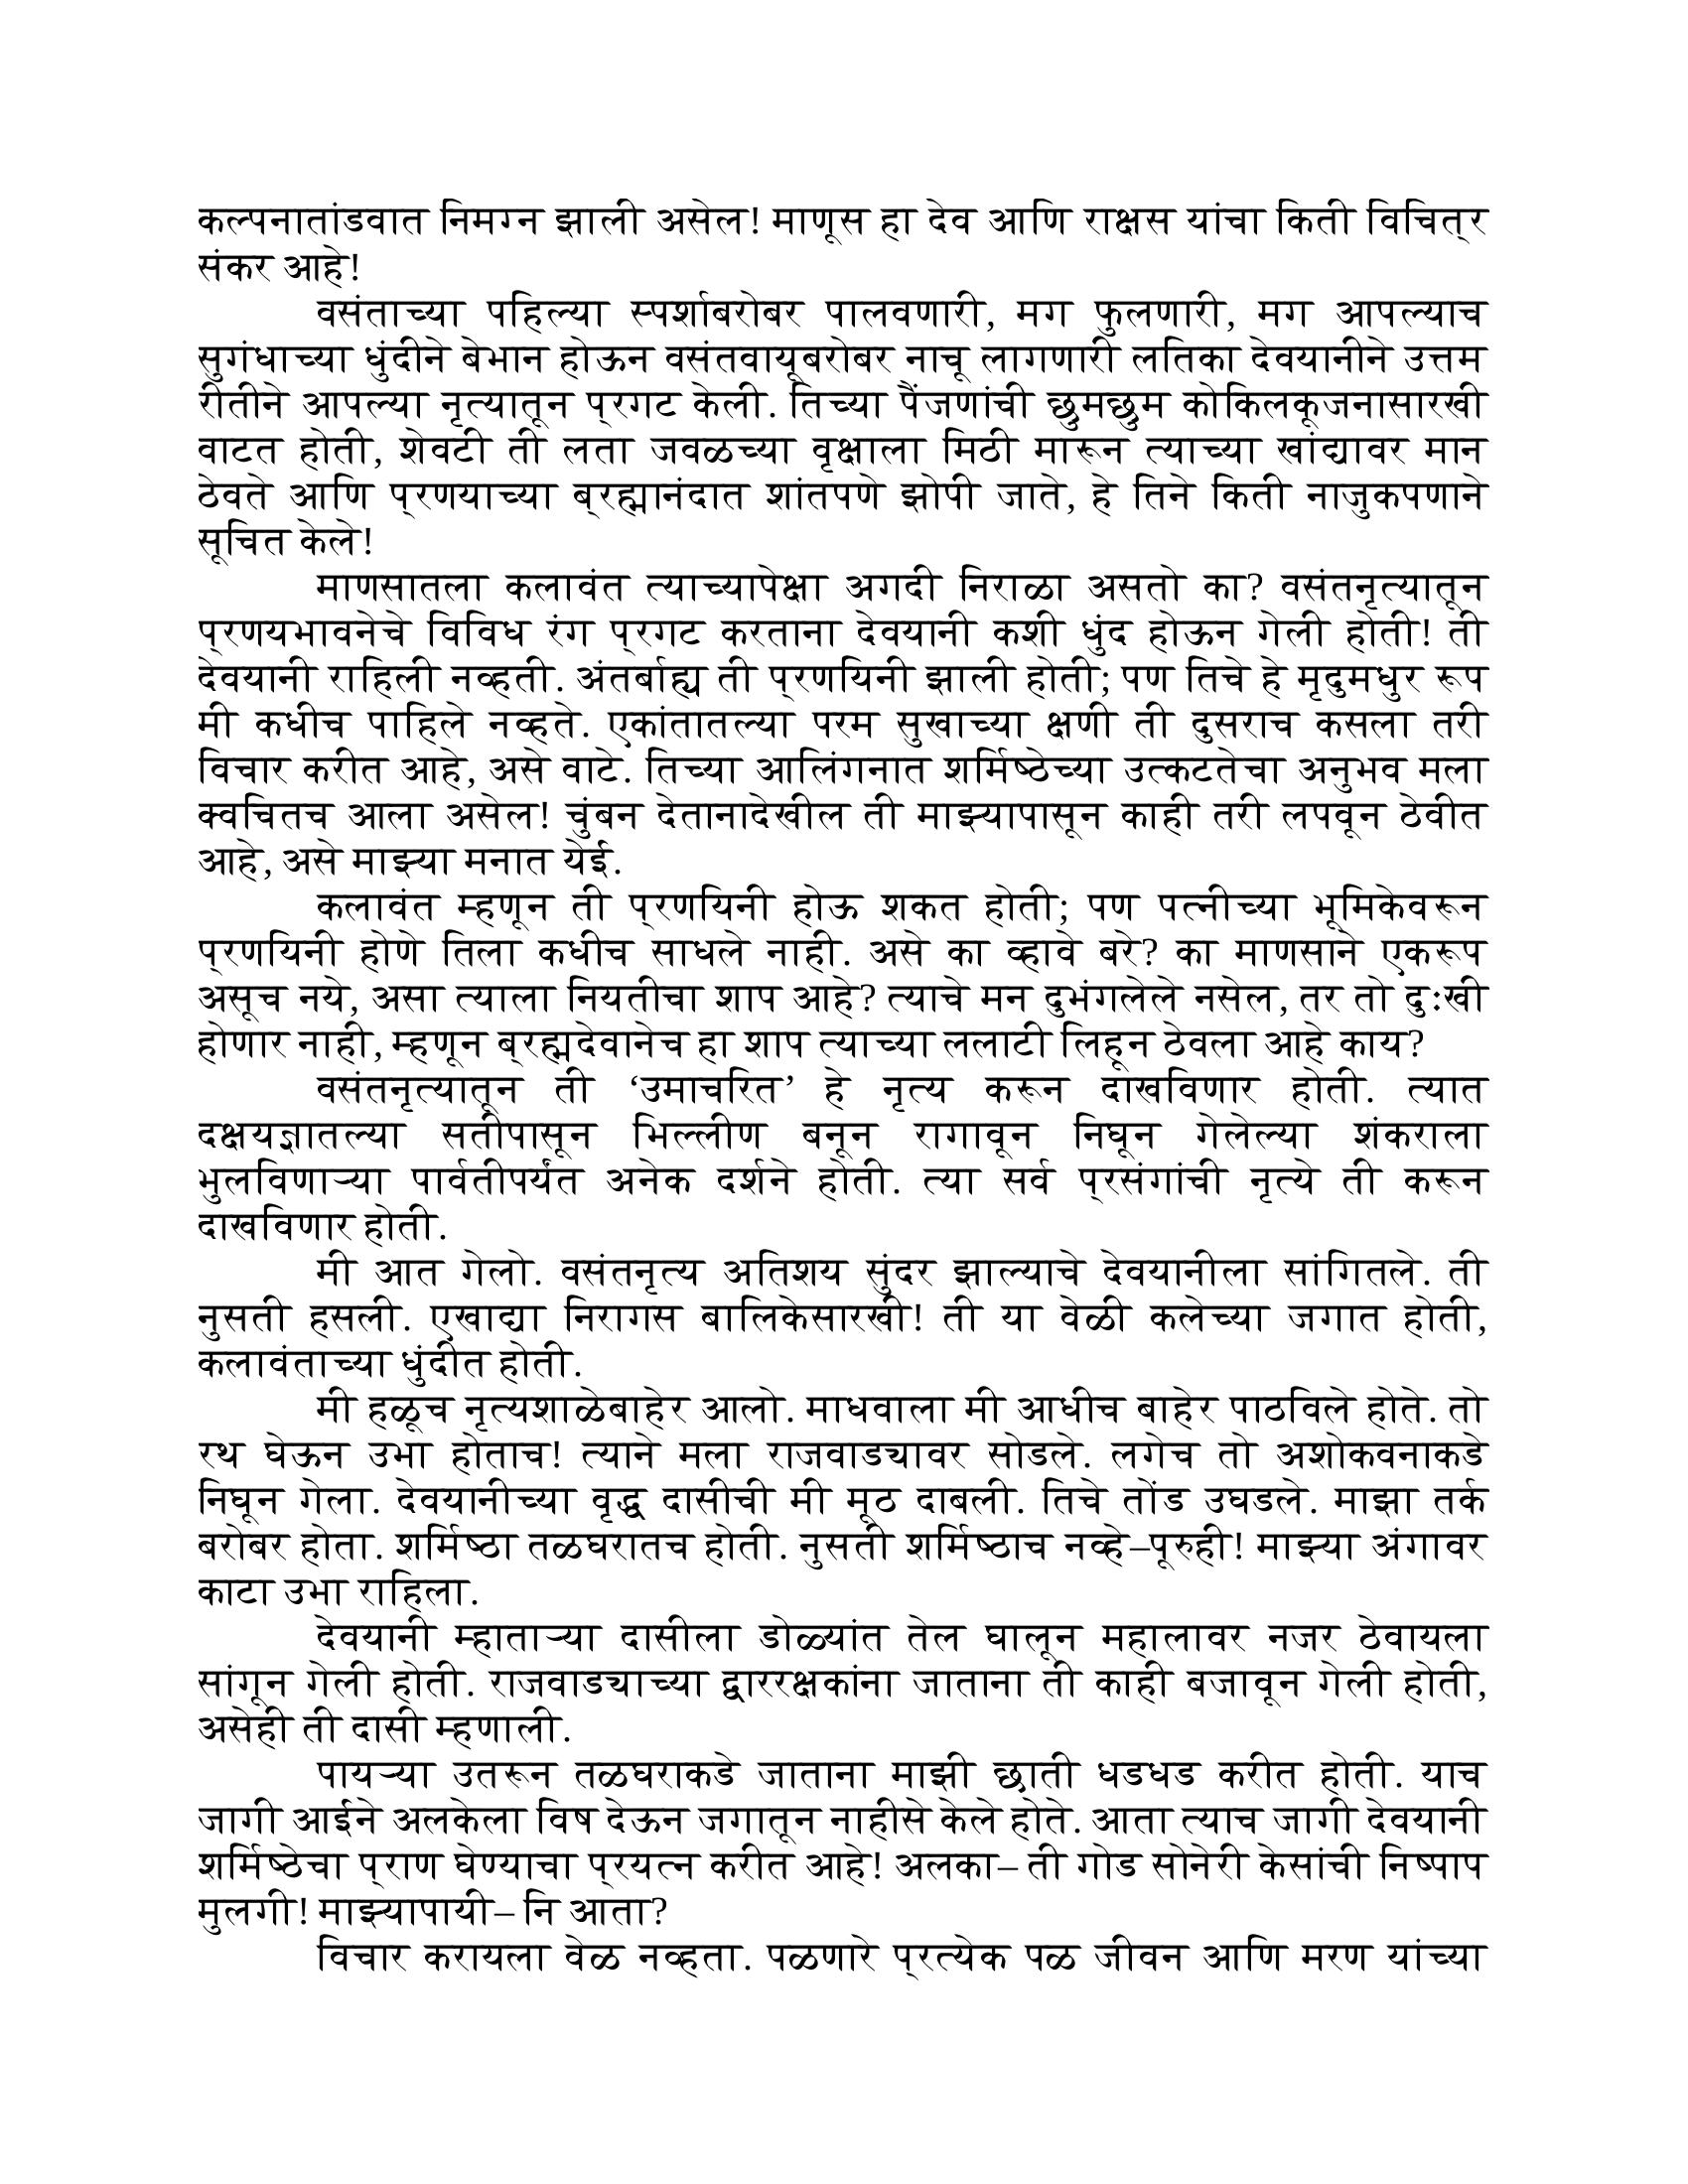 कल्पनातांडवात निमग्न झाली असेल! माणूस हा देव आणि राक्षस यांचा किती विचित्र
संकर आहे!
वसंताच्या पहिल्या स्पर्शाबरोबर पालवणारी, मग फुलणारी, मग आपल्याच
सुगंधाच्या धुंदीने बेभान होऊन वसंतवायूबरोबर नाचू लागणारी लतिका देवयानीने उत्तम
रीतीने आपल्या नृत्यातून प्रगट केली. तिच्या पैंजणांची छुमछुम कोकिलकूजनासारखी
वाटत होती, शेवटी ती लता जवळच्या वृक्षाला मिठी मारून त्याच्या खांद्यावर मान
ठेवते आणि प्रणयाच्या ब्रह्मानंदात शांतपणे झोपी जाते, हे तिने किती नाजुकपणाने
सूचित केले!
माणसातला कलावंत त्याच्यापेक्षा अगदी निराळा असतो का? वसंतनृत्यातून
प्रणयभावनेचे विविध रंग प्रगट करताना देवयानी कशी धुंद होऊन गेली होती! ती
देवयानी राहिली नव्हती. अंतर्बाह्य ती प्रणयिनी झाली होती; पण तिचे हे मृदुमधुर रूप
मी कधीच पाहिले नव्हते. एकांतातल्या परम सुखाच्या क्षणी ती दुसराच कसला तरी
विचार करीत आहे, असे वाटे. तिच्या आलिंगनात शर्मिष्ठेच्या उत्कटतेचा अनुभव मला
क्वचितच आला असेल! चुंबन देतानादेखील ती माझ्यापासून काही तरी लपवून ठेवीत
आहे, असे माझ्या मनात येई.
कलावंत म्हणून ती प्रणयिनी होऊ शकत होती; पण पत्नीच्या भूमिकेवरून
प्रणयिनी होणे तिला कधीच साधले नाही. असे का व्हावे बरे? का माणसाने एकरूप
असूच नये, असा त्याला नियतीचा शाप आहे? त्याचे मन दुभंगलेले नसेल, तर तो दुःखी
होणार नाही, म्हणून ब्रह्मदेवानेच हा शाप त्याच्या ललाटी लिहून ठेवला आहे काय?
वसंतनृत्यातून ती ‘उमाचरित’ हे नृत्य करून दाखविणार होती. त्यात
दक्षयज्ञातल्या सतीपासून भिल्लीण बनून रागावून निघून गेलेल्या शंकराला
भुलविणाऱ्या पार्वतीपर्यंत अनेक दर्शने होती. त्या सर्व प्रसंगांची नृत्ये ती करून
दाखविणार होती.
मी आत गेलो. वसंतनृत्य अतिशय सुंदर झाल्याचे देवयानीला सांगितले. ती
नुसती हसली. एखाद्या निरागस बालिकेसारखी! ती या वेळी कलेच्या जगात होती,
कलावंताच्या धुंदीत होती.
मी हळूच नृत्यशाळेबाहेर आलो. माधवाला मी आधीच बाहेर पाठविले होते. तो
रथ घेऊन उभा होताच! त्याने मला राजवाड्यावर सोडले. लगेच तो अशोकवनाकडे
निघून गेला. देवयानीच्या वृद्ध दासीची मी मूठ दाबली. तिचे तोंड उघडले. माझा तर्क
बरोबर होता. शर्मिष्ठा तळघरातच होती. नुसती शर्मिष्ठाच नव्हे–पूरुही! माझ्या अंगावर
काटा उभा राहिला.
देवयानी म्हाताऱ्या दासीला डोळ्यांत तेल घालून महालावर नजर ठेवायला
सांगून गेली होती. राजवाड्याच्या द्वाररक्षकांना जाताना ती काही बजावून गेली होती,
असेही ती दासी म्हणाली.
पायऱ्या उतरून तळघराकडे जाताना माझी छाती धडधड करीत होती. याच
जागी आईने अलकेला विष देऊन जगातून नाहीसे केले होते. आता त्याच जागी देवयानी
शर्मिष्ठेचा प्राण घेण्याचा प्रयत्न करीत आहे! अलका– ती गोड सोनेरी केसांची निष्पाप
मुलगी! माझ्यापायी– नि आता?
विचार करायला वेळ नव्हता. पळणारे प्रत्येक पळ जीवन आणि मरण यांच्या